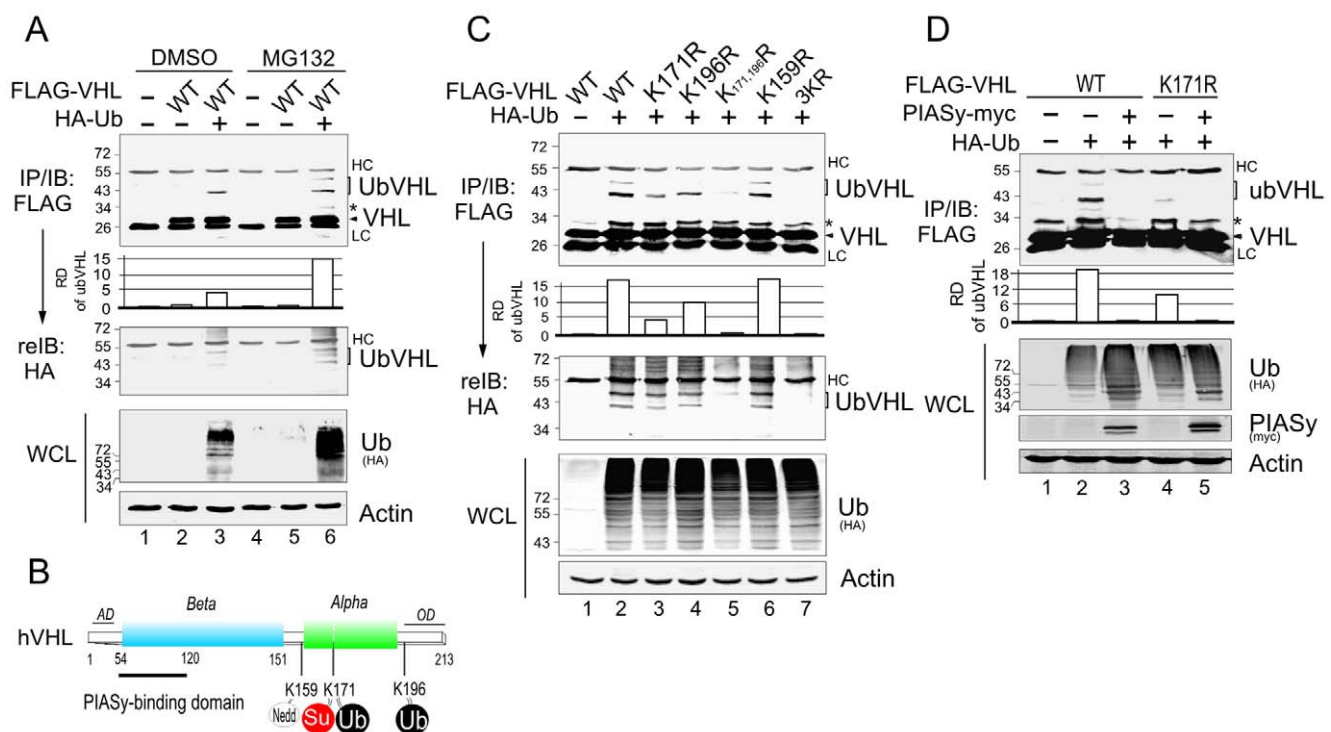 A
DMSO MG132
FLAG-VHL – WT WT – WT WT
HA-Ub – – + – – +
IP/IB:
FLAG
72
55
43
34
26
HC
UbVHL
*
VHL
LC
RD
of ubVHL
15
10
5
0
reIB:
HA
72
55
43
34
HC
UbVHL
WCL
72
55
43
34
Ub
(HA)
Actin
1 2 3 4 5 6
B
AD Beta Alpha OD
hVHL
1 54 120 151 213
PIASy-binding domain
K159 K171 K196
Nedd Su Ub Ub
C
FLAG-VHL WT WT K171R K196R K171,196R K159R 3KR
HA-Ub – + + + + + +
IP/IB:
FLAG
72
55
43
34
26
HC
UbVHL
*
VHL
LC
RD
of ubVHL
15
10
5
0
reIB:
HA
72
55
43
34
HC
UbVHL
WCL
72
55
43
Ub
(HA)
Actin
1 2 3 4 5 6 7
D
FLAG-VHL WT K171R
PIASy-myc – – + – +
HA-Ub – + + + +
IP/IB:
FLAG
55
43
34
26
HC
ubVHL
*
VHL
LC
RD
of ubVHL
18
12
6
0
WCL
72
55
43
34
Ub
(HA)
PIASy
(myc)
Actin
1 2 3 4 5